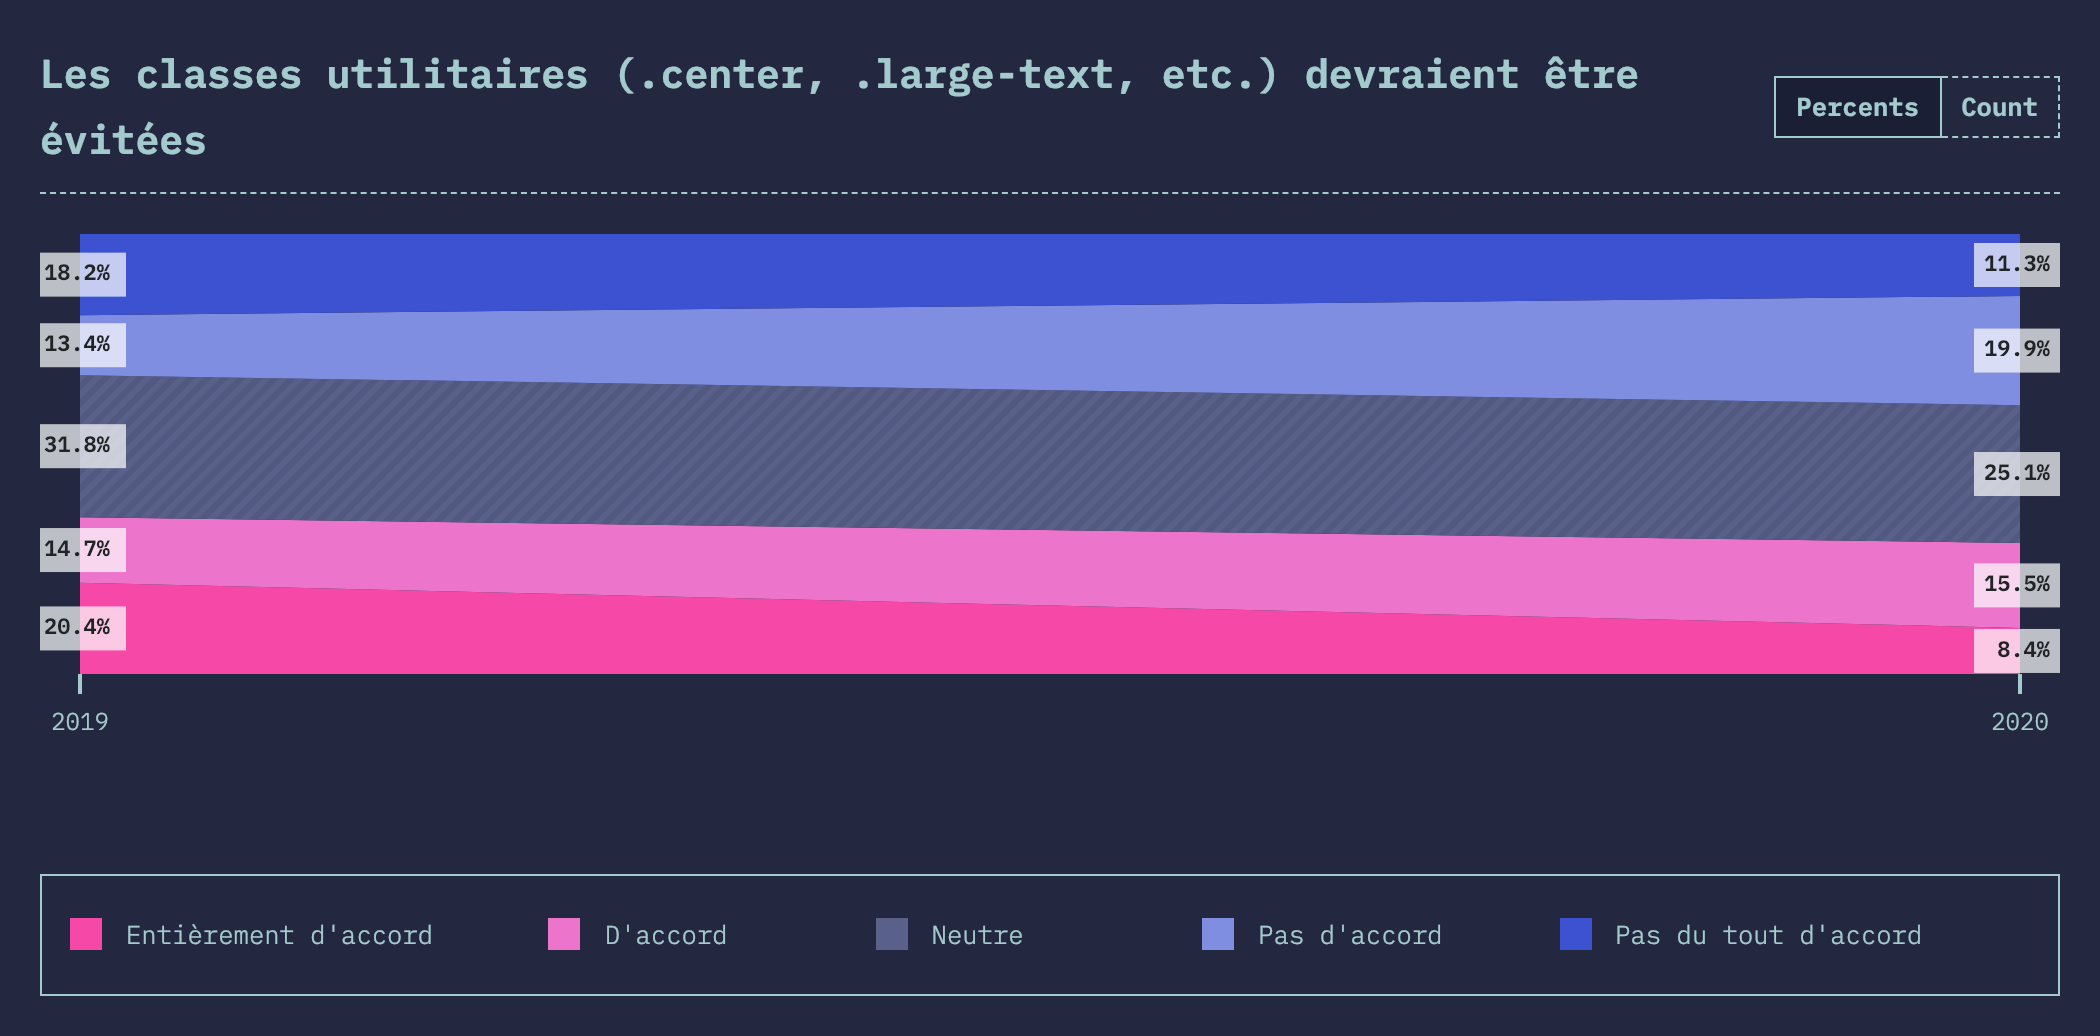 Les classes utilitaires (.center, .large-text, etc.) devraient être
évitées
Percents Count
18.2% 11.3%
13.4% 19.9%
31.8% 25.1%
14.7% 15.5%
20.4% 8.4%
2019 2020
Entièrement d'accord D'accord Neutre Pas d'accord Pas du tout d'accord